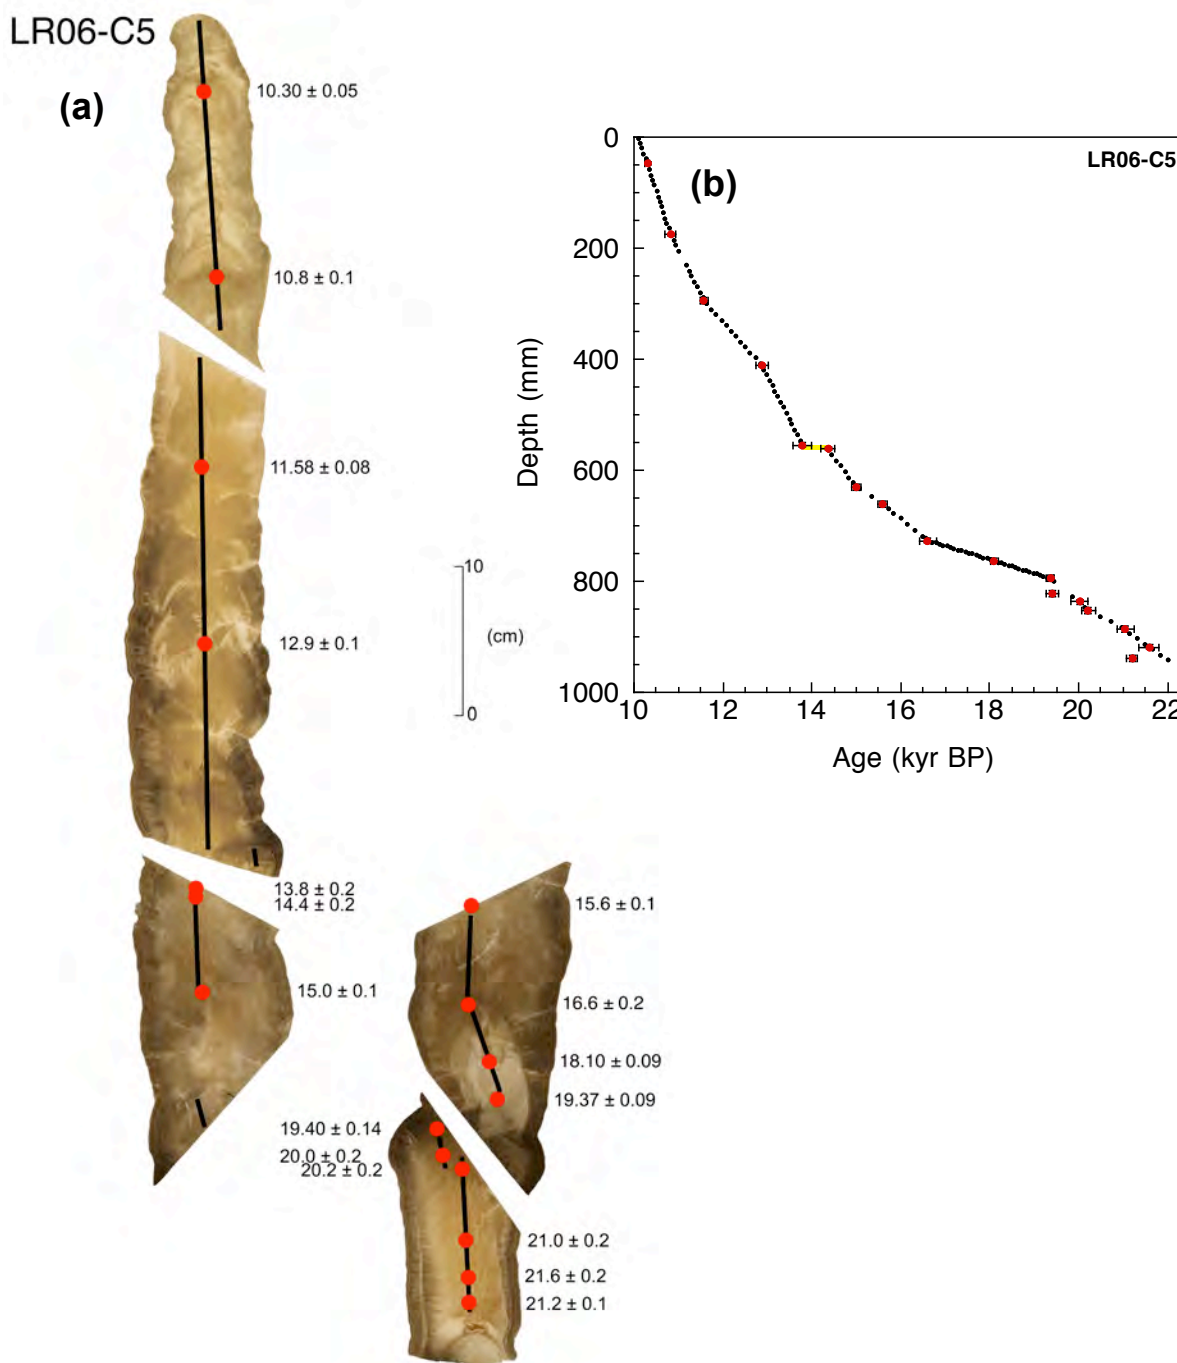 LR06-C5
(a)
10.30 ± 0.05
10.8 ± 0.1
11.58 ± 0.08
12.9 ± 0.1
10
(cm)
0
13.8 ± 0.2
14.4 ± 0.2
15.0 ± 0.1
15.6 ± 0.1
16.6 ± 0.2
18.10 ± 0.09
19.37 ± 0.09
19.40 ± 0.14
20.0 ± 0.2
20.2 ± 0.2
21.0 ± 0.2
21.6 ± 0.2
21.2 ± 0.1
(b)
LR06-C5
0
200
400
600
800
1000
Depth (mm)
10 12 14 16 18 20 22
Age (kyr BP)